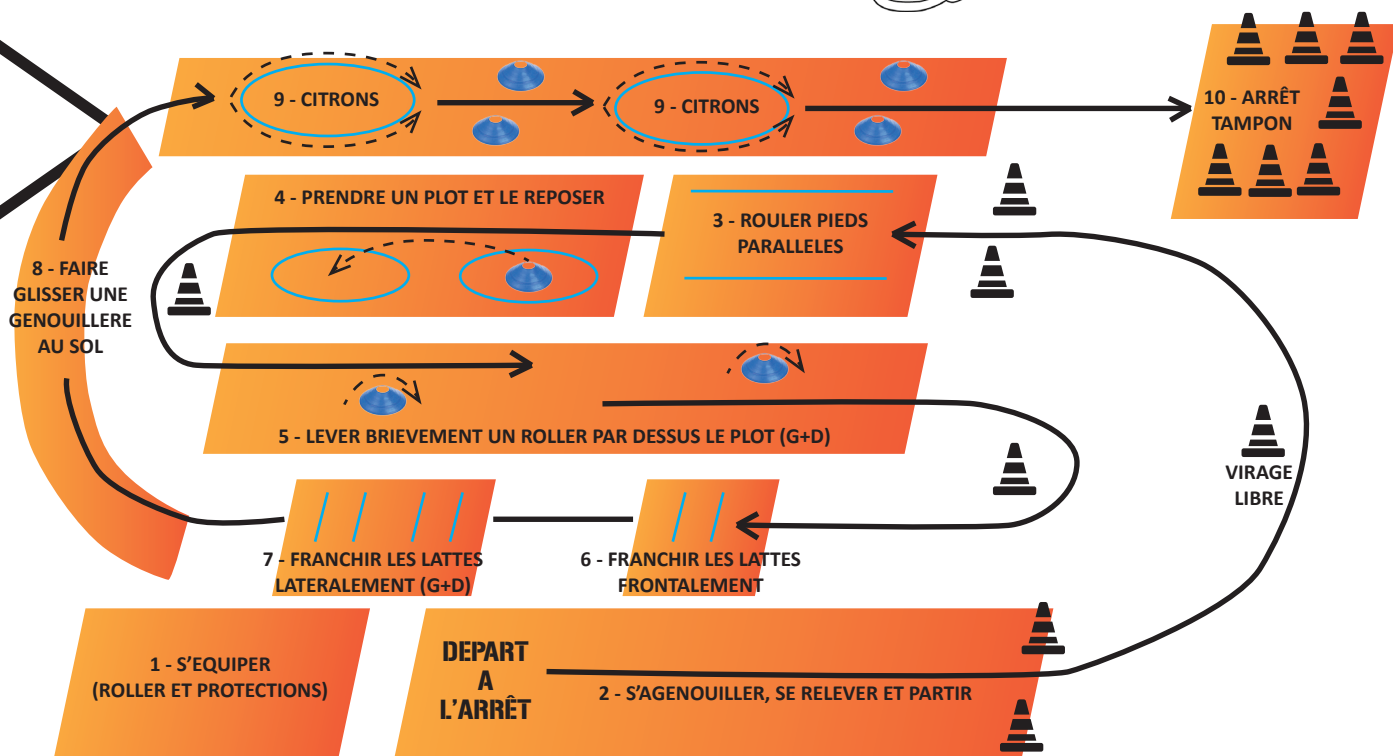 9 - CITRONS
9 - CITRONS
10 - ARRÊT
TAMPON
4 - PRENDRE UN PLOT ET LE REPOSER
3 - ROULER PIEDS
PARALLELES
8 - FAIRE
GLISSER UNE
GENOUILLERE
AU SOL
5 - LEVER BRIEVEMENT UN ROLLER PAR DESSUS LE PLOT (G+D)
VIRAGE
LIBRE
7 - FRANCHIR LES LATTES
LATERALEMENT (G+D)
6 - FRANCHIR LES LATTES
FRONTALEMENT
1 - S'EQUIPER
(ROLLER ET PROTECTIONS)
DEPART
A
L'ARRÊT
2 - S'AGENOUILLER, SE RELEVER ET PARTIR